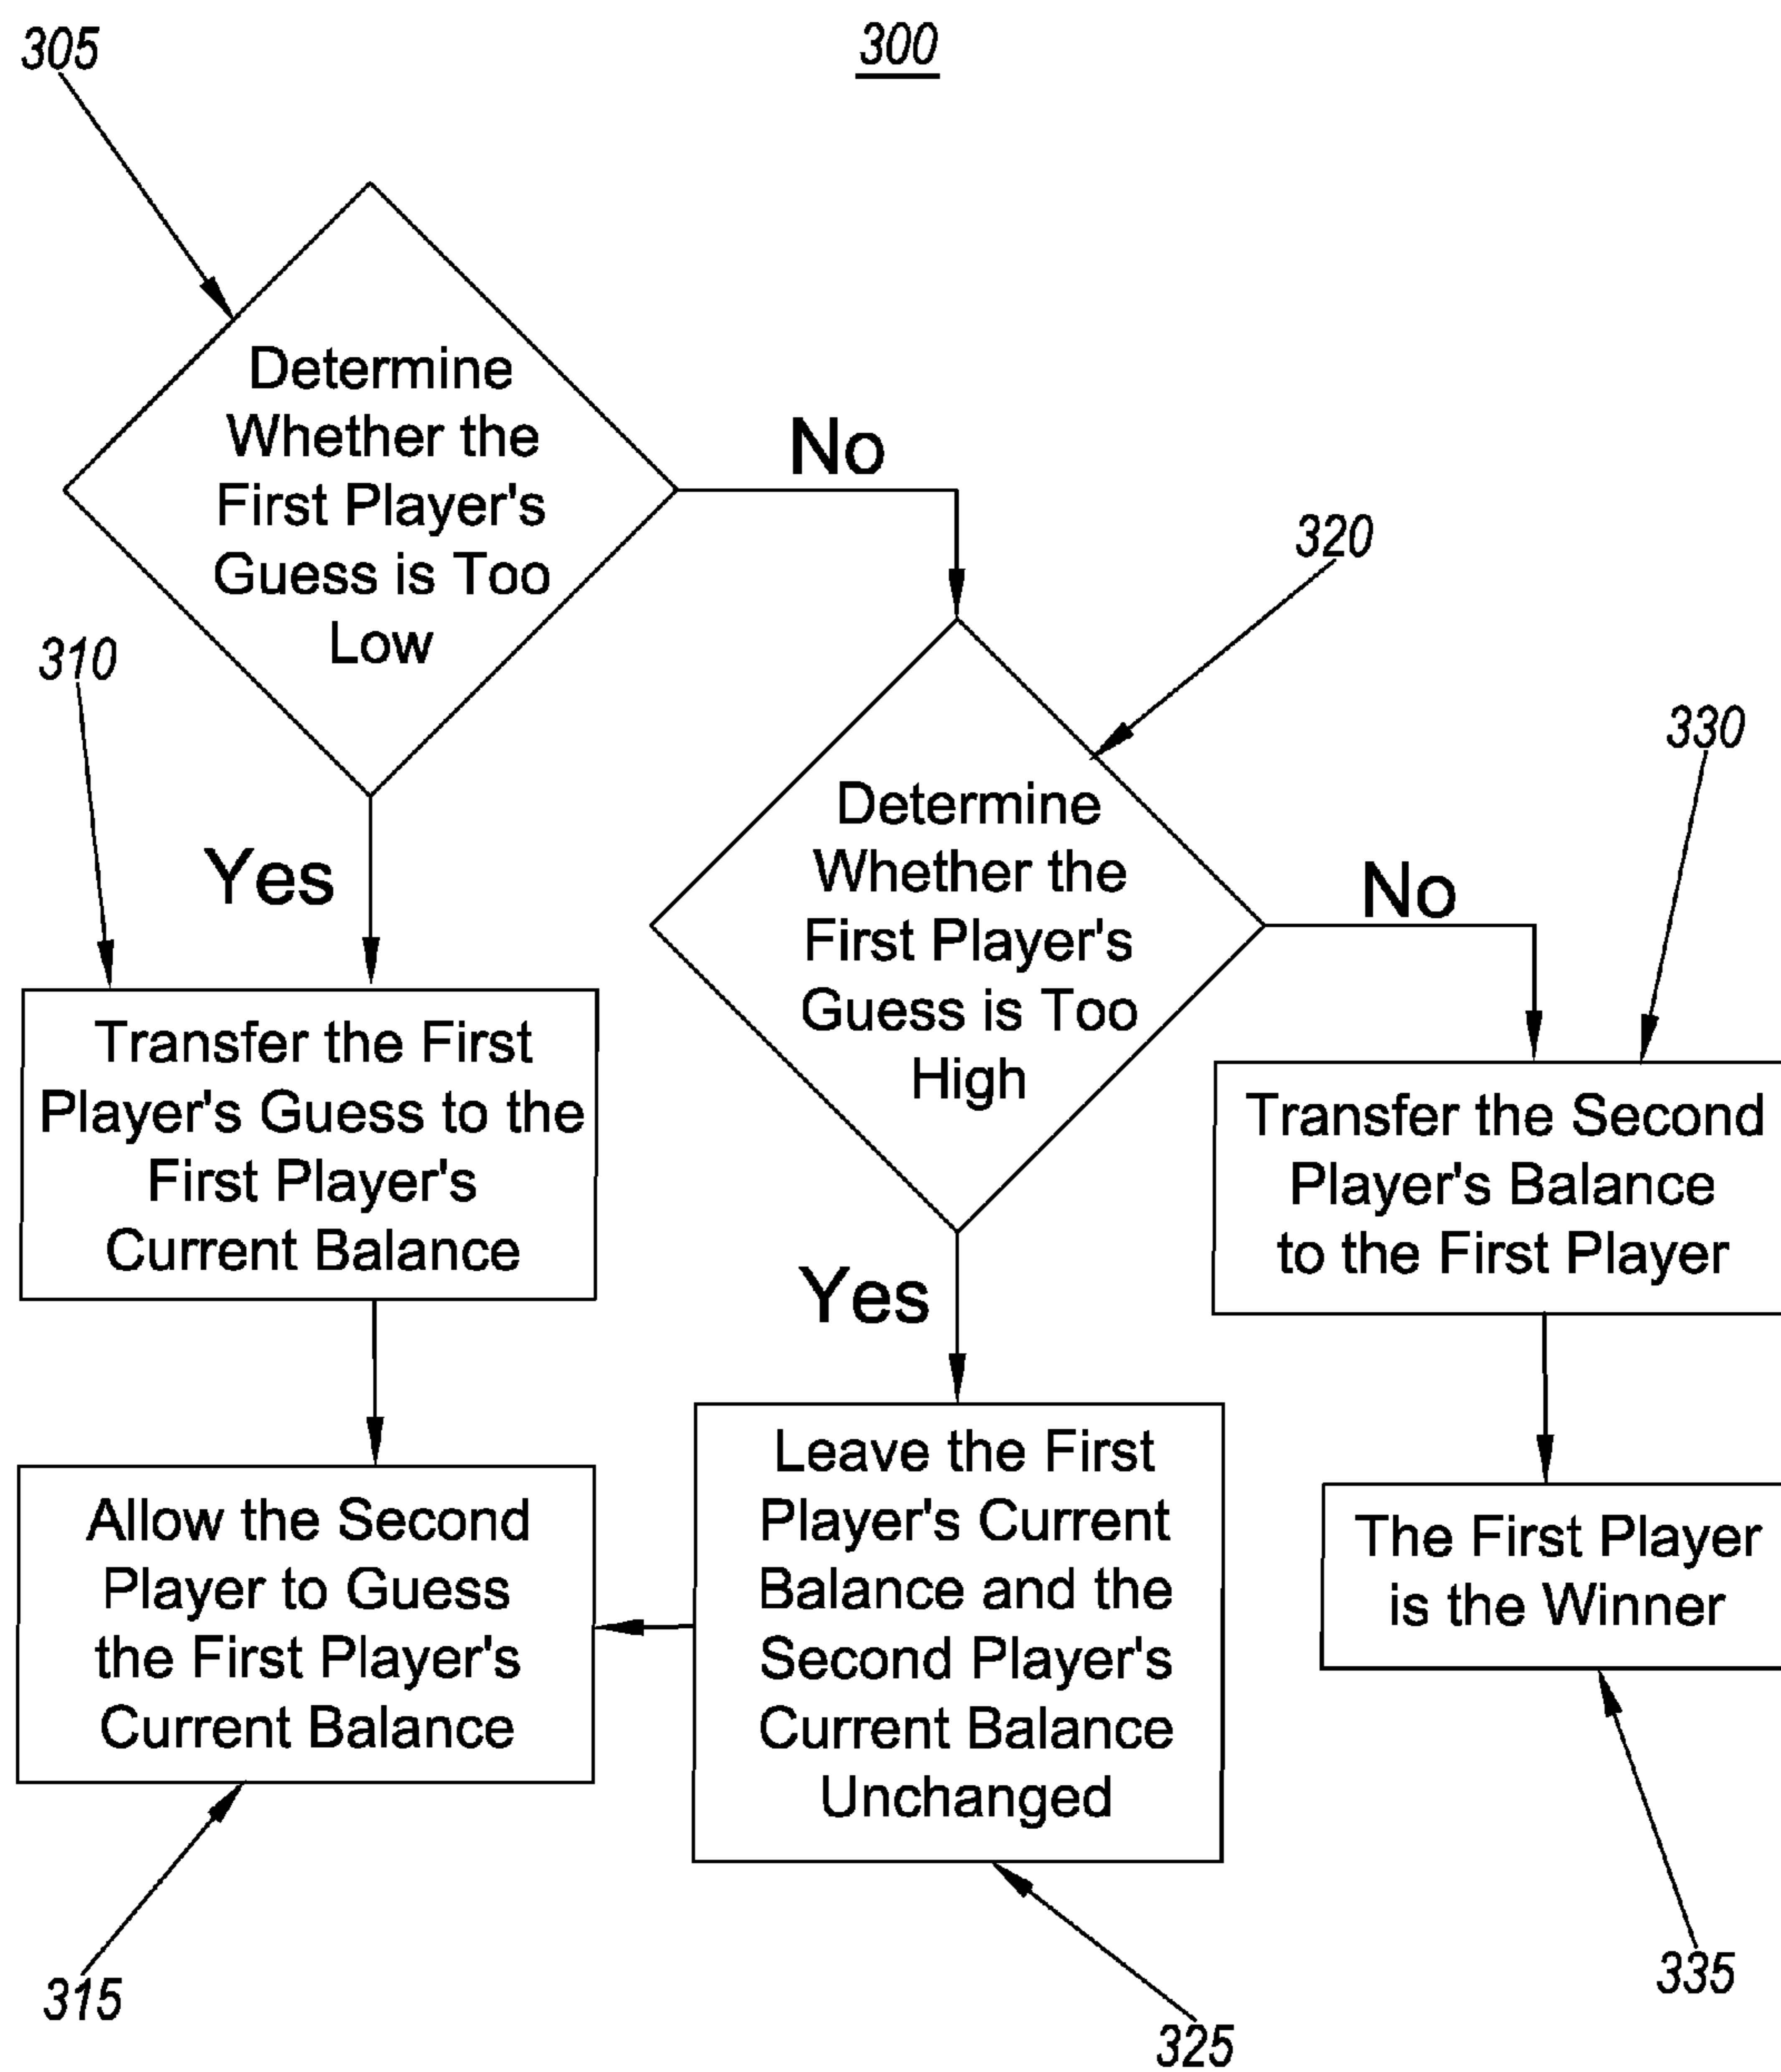 305
300
Determine
Whether the
First Player's
Guess is Too
Low
No
310
Yes
320
Determine
Whether the
First Player's
Guess is Too
High
No
330
Transfer the First
Player's Guess to the
First Player's
Current Balance
Yes
Transfer the Second
Player's Balance
to the First Player
Allow the Second
Player to Guess
the First Player's
Current Balance
Leave the First
Player's Current
Balance and the
Second Player's
Current Balance
Unchanged
The First Player
is the Winner
315
325
335